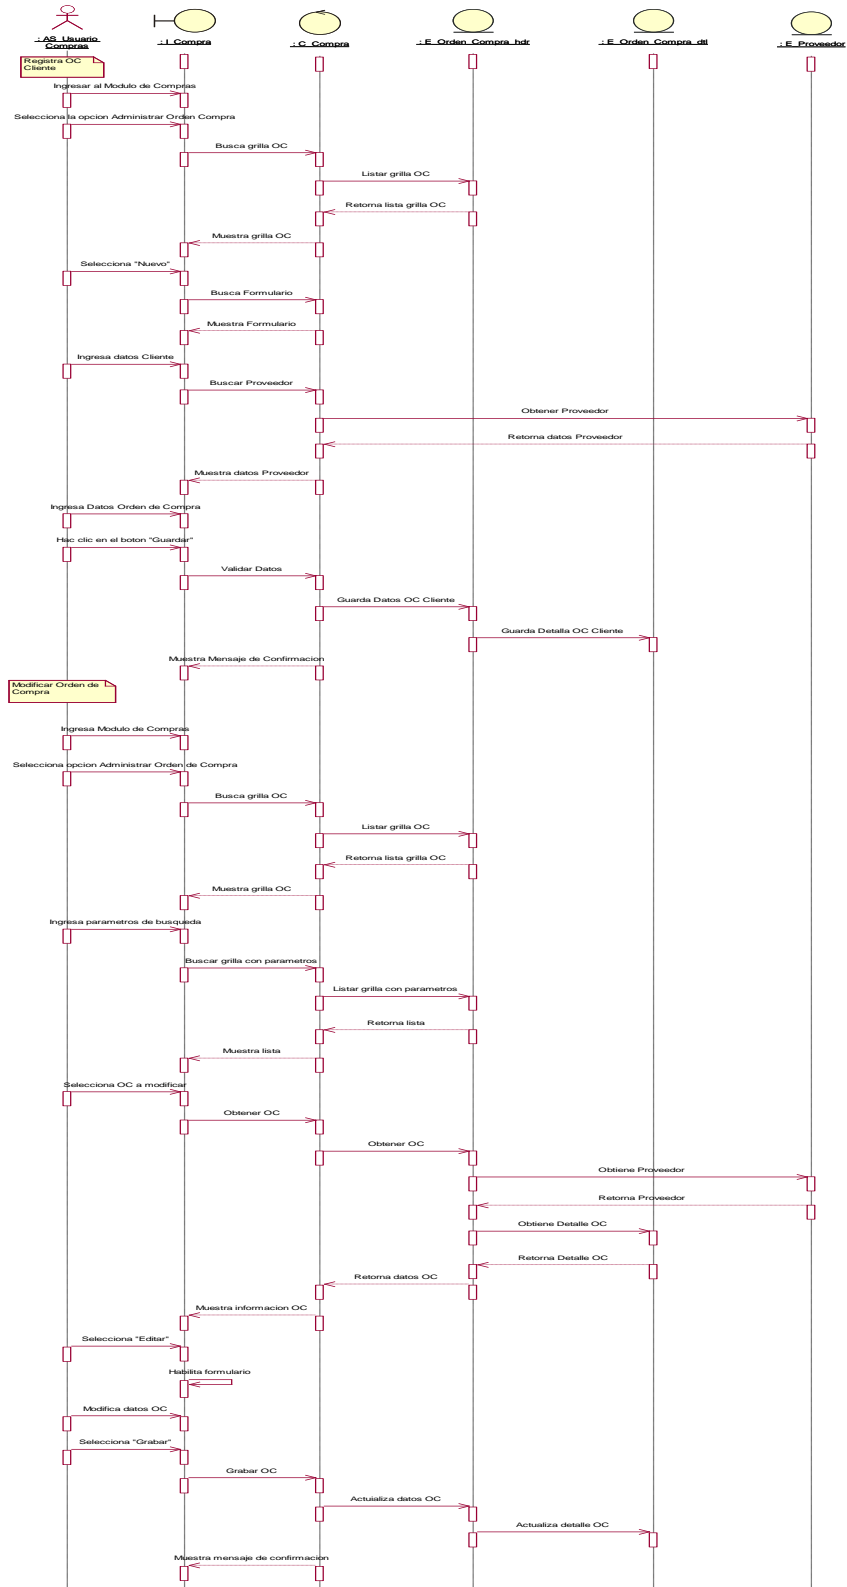 : AS_Usuario
Compras
: I_Compra
: C_Compra
: E_Orden_Compra_hdr
: E_Orden_Compra_dtl
: E_Proveedor
Registra OC
Cliente
Ingresar al Modulo de Compras
Selecciona la opcion Administrar Orden Compra
Busca grilla OC
Listar grilla OC
Retorna lista grilla OC
Muestra grilla OC
Selecciona "Nuevo"
Busca Formulario
Muestra Formulario
Ingresa datos Cliente
Buscar Proveedor
Obtener Proveedor
Retorna datos Proveedor
Muestra datos Proveedor
Ingresa Datos Orden de Compra
Hac clic en el boton "Guardar"
Validar Datos
Guarda Datos OC Cliente
Guarda Detalla OC Cliente
Muestra Mensaje de Confirmacion
Modificar Orden de
Compra
Ingresa Modulo de Compras
Selecciona opcion Administrar Orden de Compra
Busca grilla OC
Listar grilla OC
Retorna lista grilla OC
Muestra grilla OC
Ingresa parametros de busqueda
Buscar grilla con parametros
Listar grilla con parametros
Retorna lista
Muestra lista
Selecciona OC a modificar
Obtener OC
Obtener OC
Obtiene Proveedor
Retorna Proveedor
Obtiene Detalle OC
Retorna Detalle OC
Retorna datos OC
Muestra informacion OC
Selecciona "Editar"
Habilita formulario
Modifica datos OC
Selecciona "Grabar"
Grabar OC
Actuializa datos OC
Actualiza detalle OC
Muestra mensaje de confirmacion